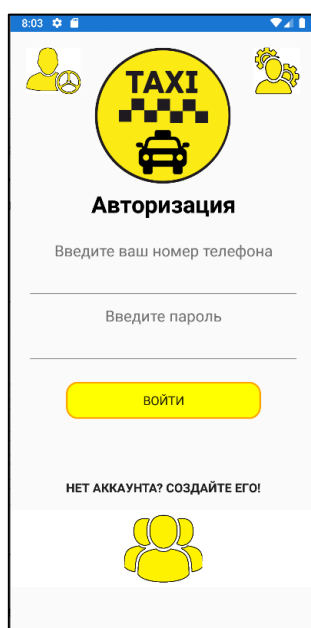 8:03
TAXI
Авторизация
Введите ваш номер телефона
Введите пароль
ВОЙТИ
НЕТ АККАУНТА? СОЗДАЙТЕ ЕГО!